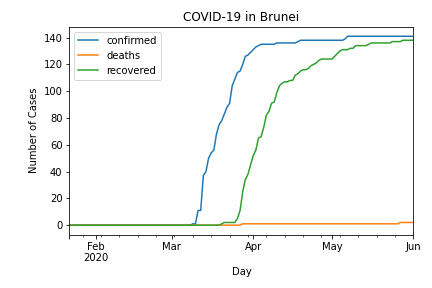 COVID-19 in Brunei
confirmed
deaths
recovered
Number of Cases
140
120
100
80
60
40
20
0
Feb
2020
Mar
Apr
May
Jun
Day